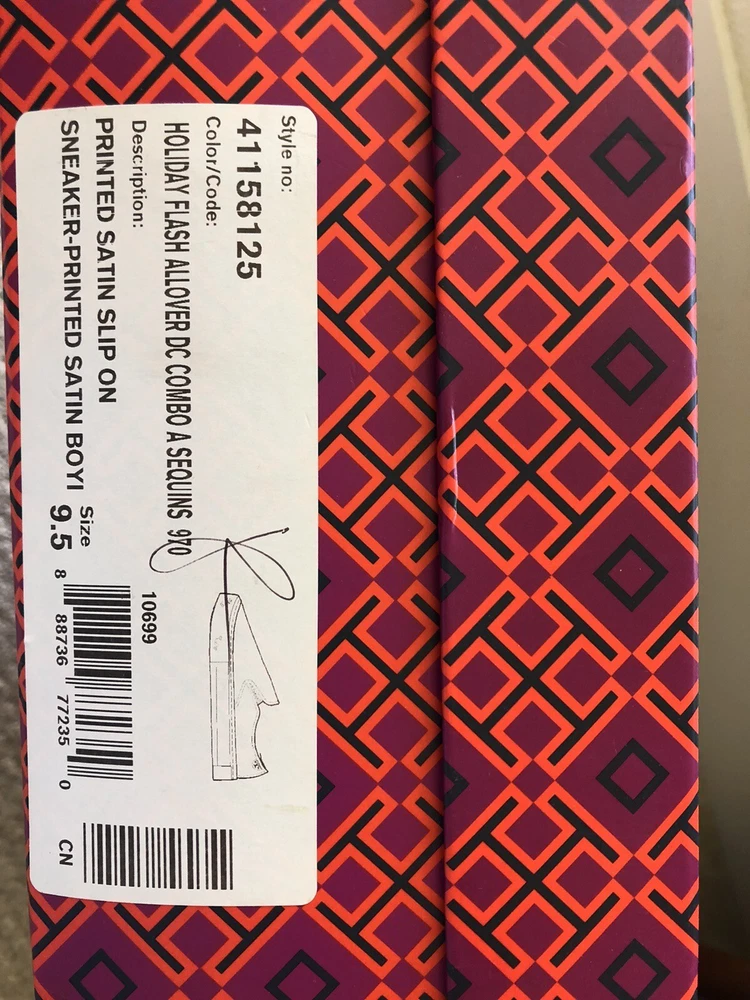 Style no:
41158125
Color/Code:
HOLIDAY FLASH ALLOVER DC COMBO A SEQUINS 970
Description:
PRINTED SATIN SLIP ON
SNEAKER-PRINTED SATIN BOYI
Size
9.5
10699
8 88736 77235 0
CN